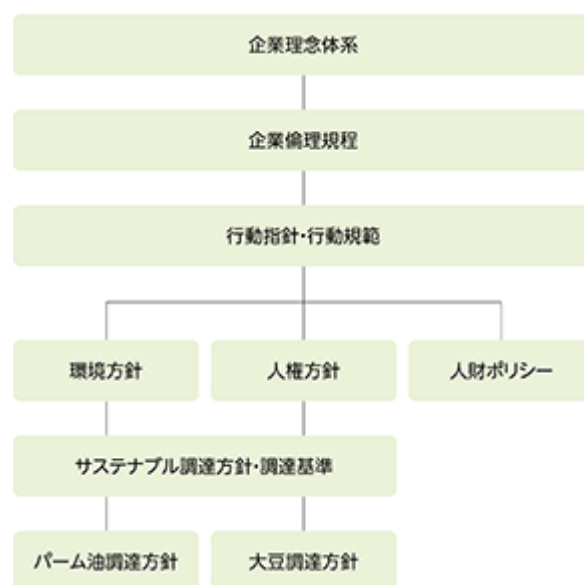 企業理念体系
企業倫理規程
行動指針・行動規範
環境方針
人権方針
人財ポリシー
サステナブル調達方針・調達基準
パーム油調達方針
大豆調達方針